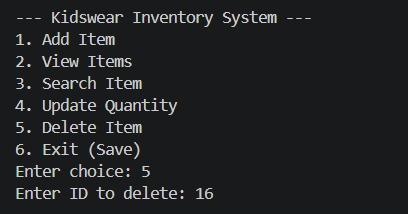 --- Kidswear Inventory System ---
1. Add Item
2. View Items
3. Search Item
4. Update Quantity
5. Delete Item
6. Exit (Save)
Enter choice: 5
Enter ID to delete: 16